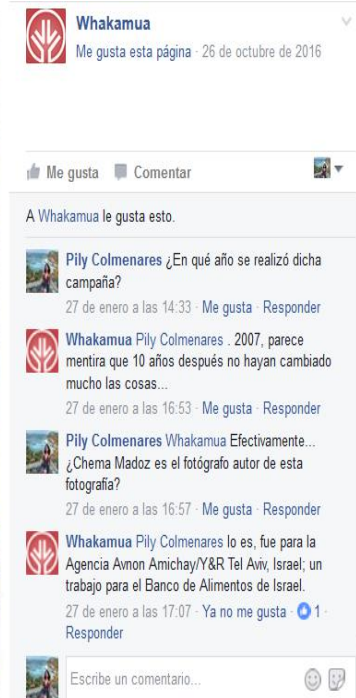 Whakamua
Me gusta esta página · 26 de octubre de 2016
Me gusta Comentar
A Whakamua le gusta esto.
Pily Colmenares ¿En qué año se realizó dicha
campaña?
27 de enero a las 14:33 · Me gusta · Responder
Whakamua Pily Colmenares . 2007, parece
mentira que 10 años después no hayan cambiado
mucho las cosas...
27 de enero a las 16:53 · Me gusta · Responder
Pily Colmenares Whakamua Efectivamente...
¿Chema Madoz es el fotógrafo autor de esta
fotografía?
27 de enero a las 16:57 · Me gusta · Responder
Whakamua Pily Colmenares lo es, fue para la
Agencia Avnon Amichay/Y&R Tel Aviv, Israel; un
trabajo para el Banco de Alimentos de Israel.
27 de enero a las 17:07 · Ya no me gusta · 1 ·
Responder
Escribe un comentario...